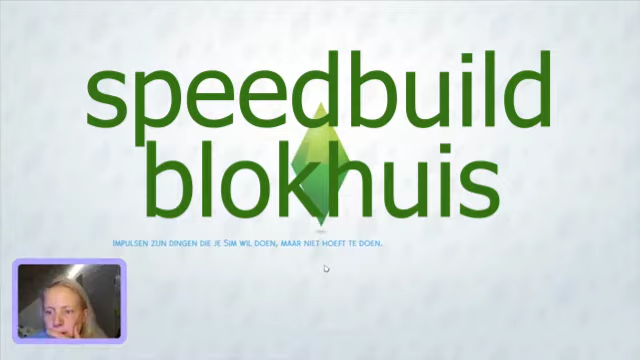 speedbuild
blokhuis
IMPULSEN ZIJN DINGEN DIE JE SIM WIL DOEN, MAAR NIET HOEFT TE DOEN.